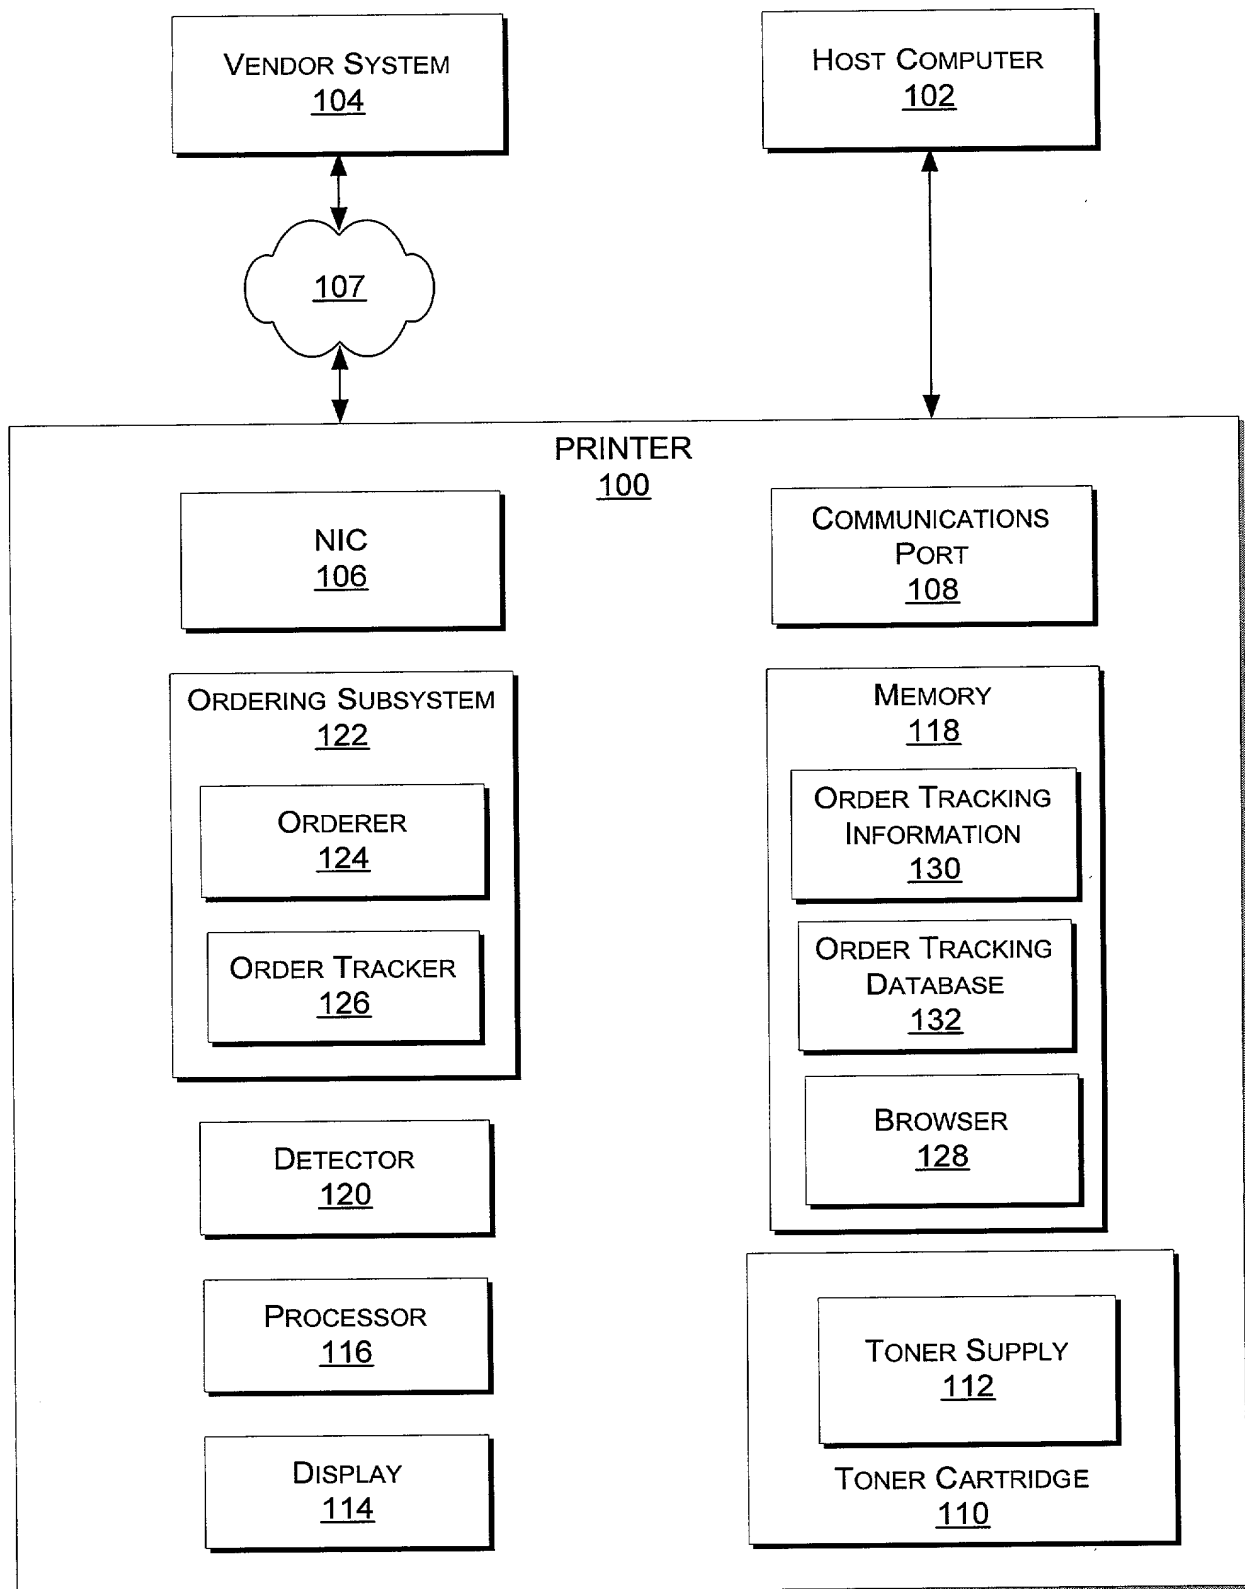 VENDOR SYSTEM
104
HOST COMPUTER
102
107
PRINTER
100
NIC
106
COMMUNICATIONS
PORT
108
ORDERING SUBSYSTEM
122
ORDERER
124
ORDER TRACKER
126
MEMORY
118
ORDER TRACKING
INFORMATION
130
ORDER TRACKING
DATABASE
132
BROWSER
128
DETECTOR
120
PROCESSOR
116
DISPLAY
114
TONER SUPPLY
112
TONER CARTRIDGE
110